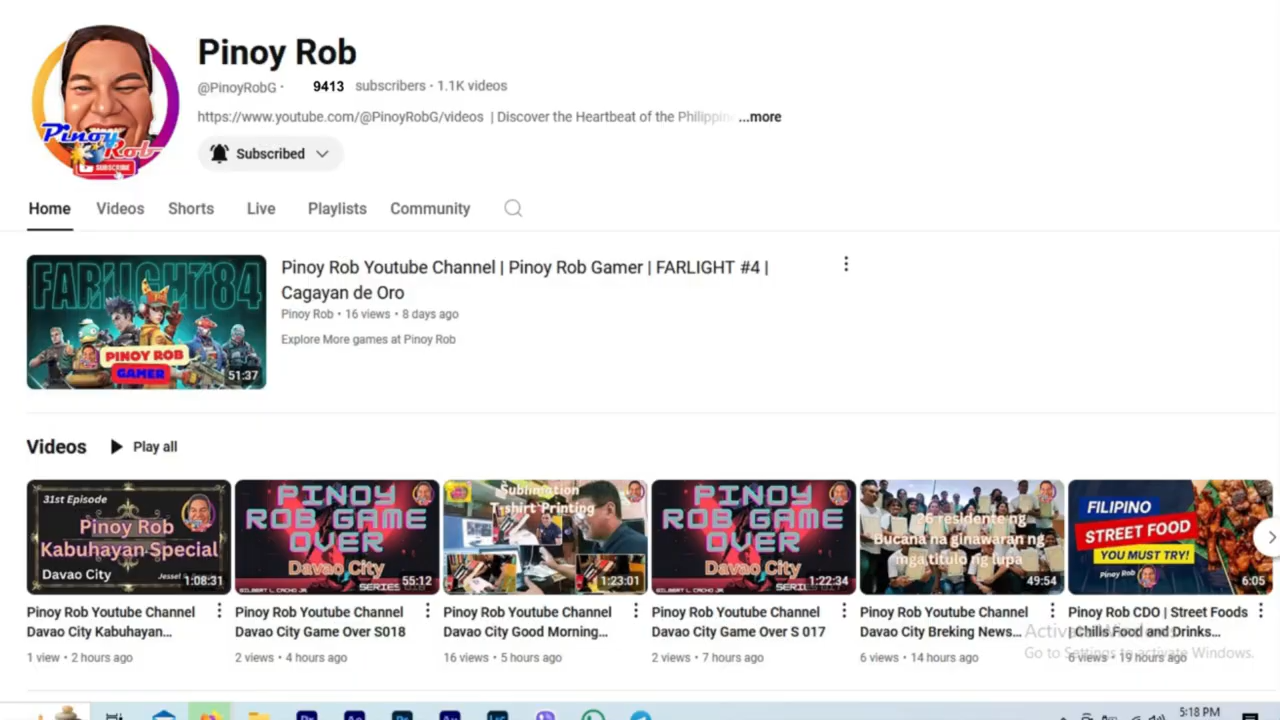 Pinoy Rob
@PinoyRobG · 9413 subscribers · 1.1K videos
https://www.youtube.com/@PinoyRobG/videos | Discover the Heartbeat of the Philippin ...more
Pinoy
Rob
SUBSCRIBE
Subscribed
Home Videos Shorts Live Playlists Community
FARLIGHT84
PINOY ROB
GAMER
51:37
Pinoy Rob Youtube Channel | Pinoy Rob Gamer | FARLIGHT #4 |
Cagayan de Oro
Pinoy Rob · 16 views · 8 days ago
Explore More games at Pinoy Rob
Videos Play all
31st Episode
Pinoy Rob
Kabuhayan Special
Davao City
1:08:31
Pinoy Rob Youtube Channel
Davao City Kabuhayan...
1 view · 2 hours ago
PINOY
ROB GAME
OVER
Davao City
SERIES
GILBERT L. CACHO JR.
55:12
Pinoy Rob Youtube Channel
Davao City Game Over S018
2 views · 4 hours ago
Sublimation
T-shirt Printing
1:23:01
Pinoy Rob Youtube Channel
Davao City Good Morning...
16 views · 5 hours ago
PINOY
ROB GAME
OVER
Davao City
GILBERT L. CACHO JR.
1:22:34
Pinoy Rob Youtube Channel
Davao City Game Over S 017
2 views · 7 hours ago
26 residente ng
Bucana na ginawaran ng
mga titulo ng lupa
49:54
Pinoy Rob Youtube Channel
Davao City Breking News...
6 views · 14 hours ago
FILIPINO
STREET FOOD
YOU MUST TRY!
Pinoy Rob
6:05
Pinoy Rob CDO | Street Foods
| Chills Food and Drinks...
6 views · 19 hours ago
Activate Windows
Go to Settings to activate Windows.
5:18 PM